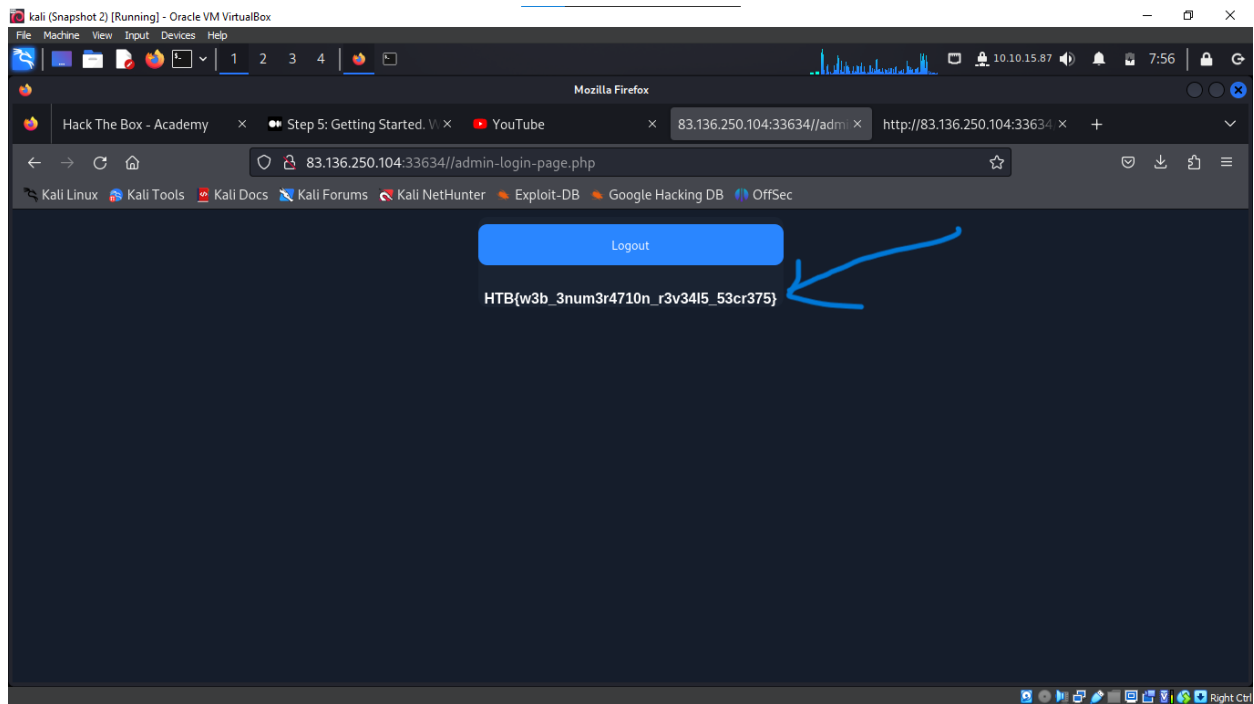 kali (Snapshot 2) [Running] - Oracle VM VirtualBox
File Machine View Input Devices Help
1 2 3 4 10.10.15.87 7:56
Mozilla Firefox
Hack The Box - Academy Step 5: Getting Started. W YouTube 83.136.250.104:33634//admi http://83.136.250.104:33634/
83.136.250.104:33634//admin-login-page.php
Kali Linux Kali Tools Kali Docs Kali Forums Kali NetHunter Exploit-DB Google Hacking DB OffSec
Logout
HTB{w3b_3num3r4710n_r3v34l5_53cr375}
Right Ctrl